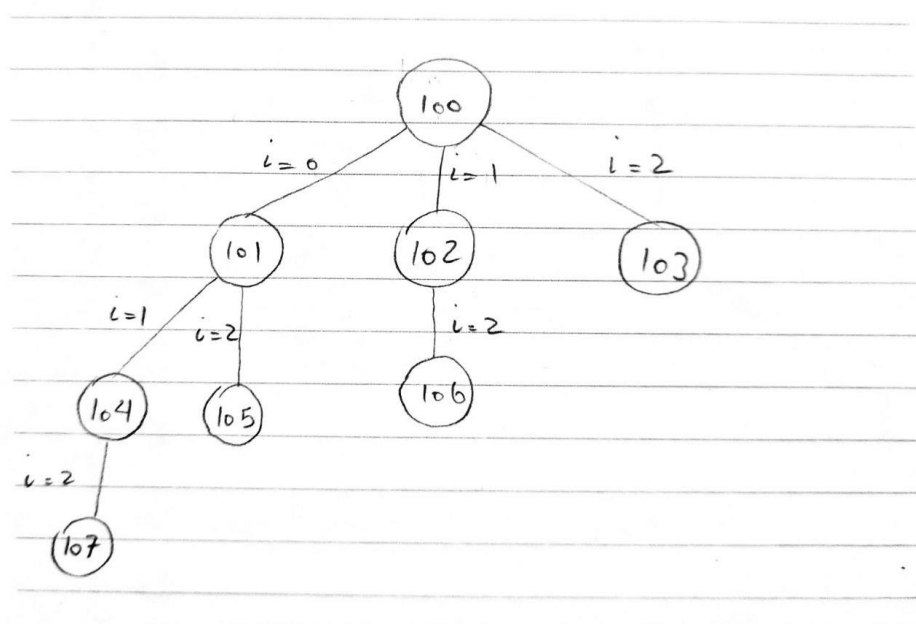 100
i = 0
i = 1
i = 2
101
102
103
i=1
i=2
i=2
104
105
106
i=2
107